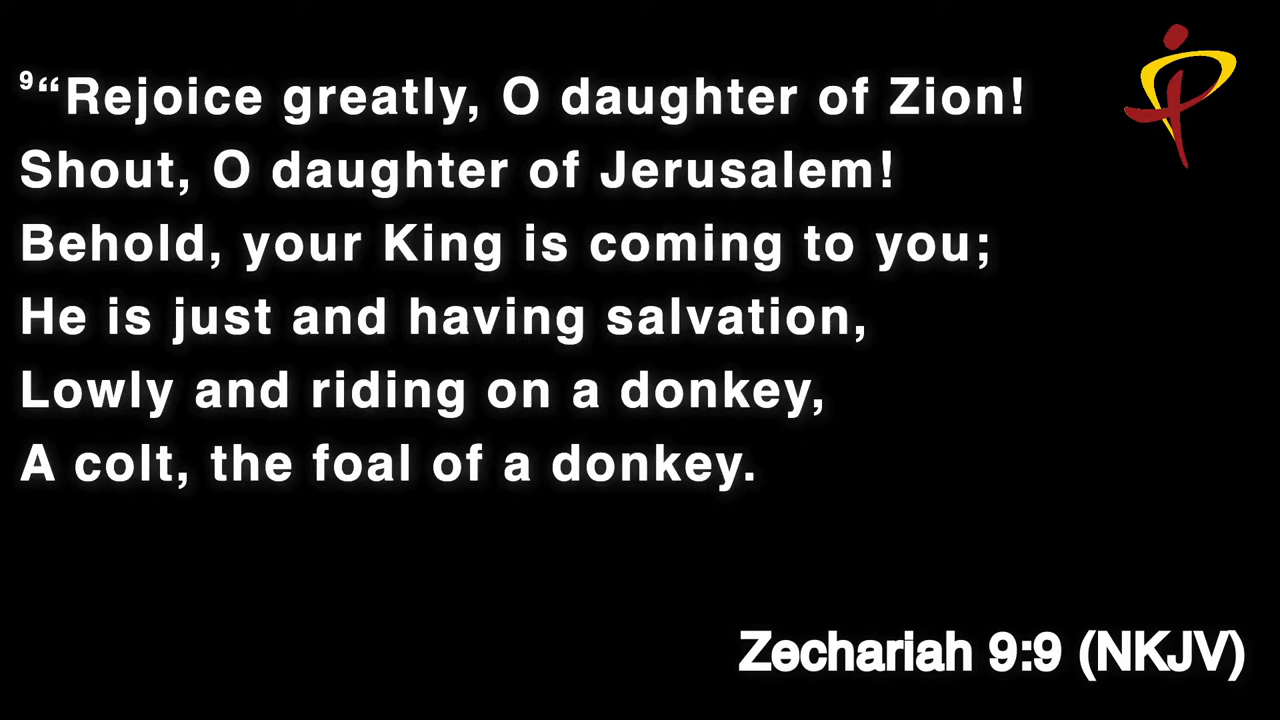 9“Rejoice greatly, O daughter of Zion!
Shout, O daughter of Jerusalem!
Behold, your King is coming to you;
He is just and having salvation,
Lowly and riding on a donkey,
A colt, the foal of a donkey.
Zechariah 9:9 (NKJV)